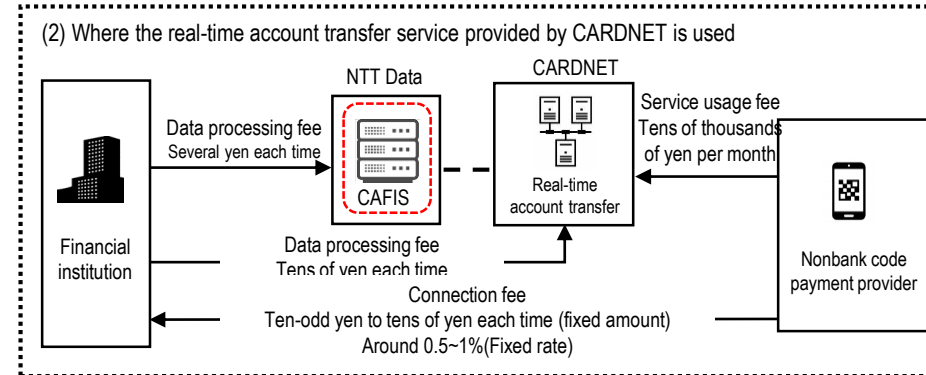 (2) Where the real-time account transfer service provided by CARDNET is used
NTT Data
CARDNET
Data processing fee
Several yen each time
CAFIS
Real-time
account transfer
Service usage fee
Tens of thousands
of yen per month
Financial
institution
Nonbank code
payment provider
Data processing fee
Tens of yen each time
Connection fee
Ten-odd yen to tens of yen each time (fixed amount)
Around 0.5~1%(Fixed rate)